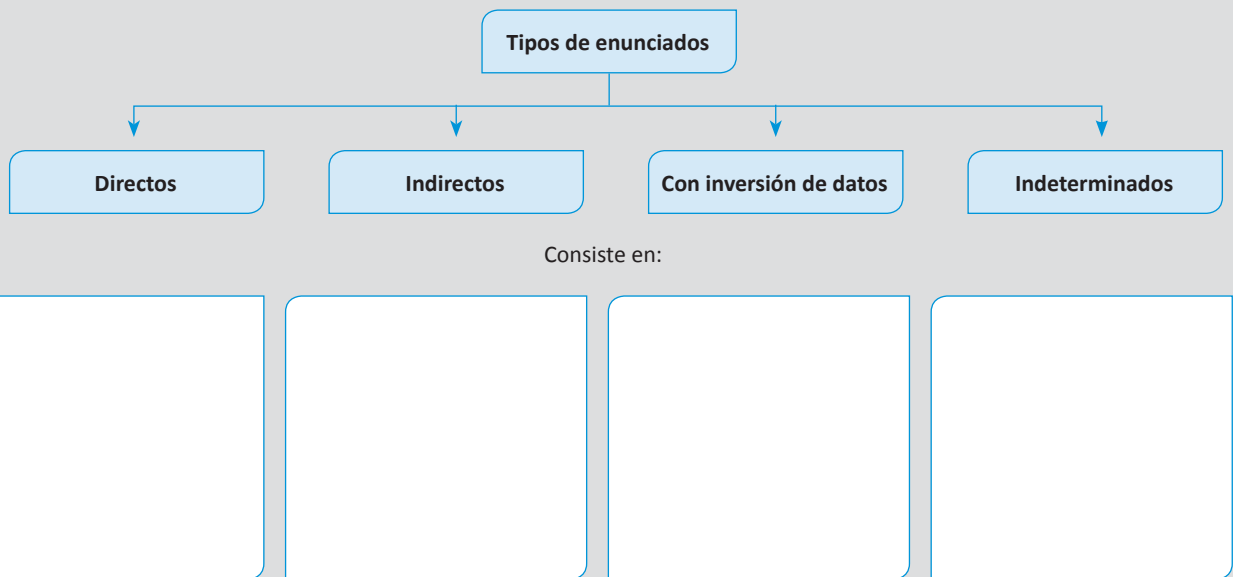 Tipos de enunciados
Directos
Indirectos
Con inversión de datos
Indeterminados
Consiste en: